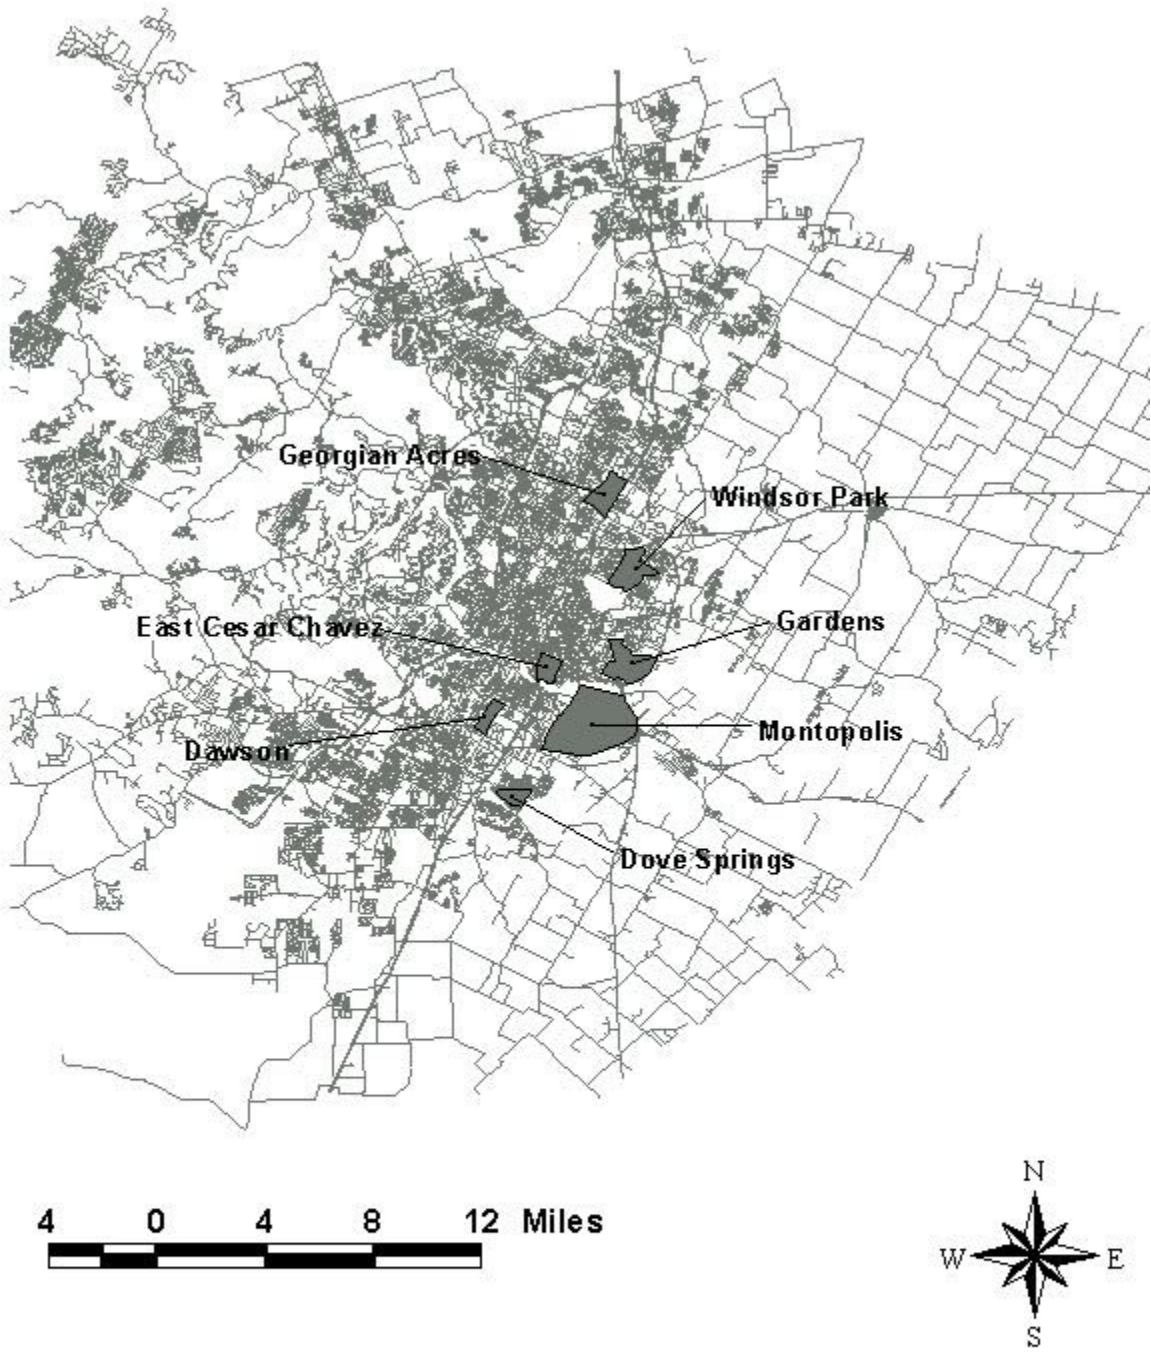 Georgian Acres
Windsor Park
East Cesar Chavez
Gardens
Dawson
Montopolis
Dove Springs
4 0 4 8 12 Miles
N
W E
S